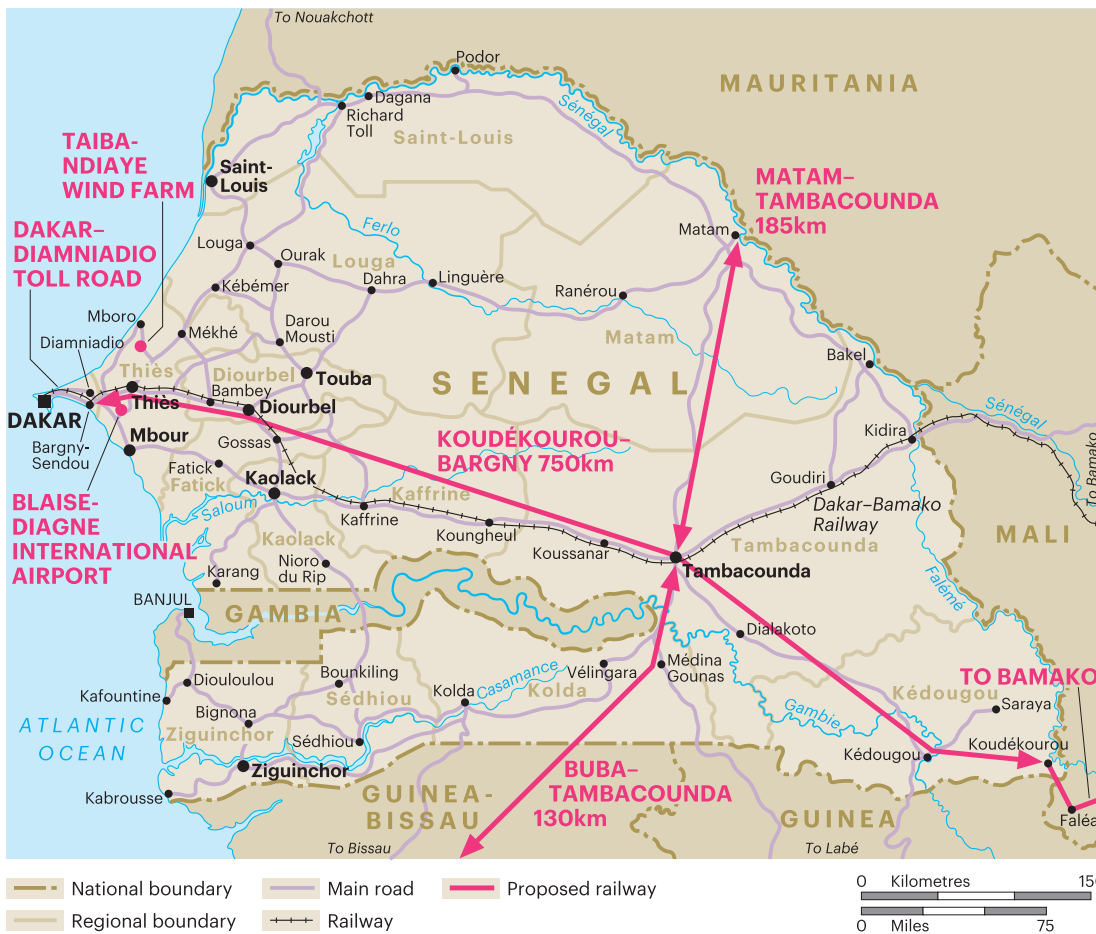 To Nouakchott
Podor
MAURITANIA
Dagana
Richard
Toll
Sénégal
Saint-Louis
TAIBA-
NDIAYE
WIND FARM
Saint-
Louis
MATAM–
TAMBACOUNDA
185km
DAKAR–
DIAMNIADIO
TOLL ROAD
Ferlo
Matam
Louga
Ourak
Louga
Dahra
Linguère
Ranérou
Kébémer
Mboro
Mékhé
Darou
Mousti
Matam
Diamniadio
Bakel
Thiès
Diourbel
Touba
SENEGAL
Bambey
DAKAR
Thiès
Diourbel
Sénégal
Bargny-
Sendou
Mbour
Gossas
KOUDÉKOUROU–
BARGNY 750km
Kidira
To Bamako
Fatick
Fatick
Kaolack
Kaffrine
Goudiri
BLAISE-
DIAGNE
INTERNATIONAL
AIRPORT
Saloum
Kaffrine
Koungheul
Dakar–Bamako
Railway
MALI
Kaolack
Koussanar
Tambacounda
Nioro
du Rip
Karang
Tambacounda
Falémé
BANJUL
GAMBIA
Dialakoto
Diouloulou
Bounkiling
Casamance
Vélingara
Médina
Gounas
TO BAMAKO
Kafountine
Sédhiou
Kolda
Kolda
Kédougou
Saraya
Bignona
Gambie
ATLANTIC
OCEAN
Ziguinchor
Sédhiou
Koudékourou
Kédougou
Ziguinchor
BUBA–
TAMBACOUNDA
130km
Kabrousse
GUINEA-
BISSAU
GUINEA
Faléa
To Bissau
To Labé
National boundary
Main road
Proposed railway
Regional boundary
Railway
0 Kilometres 150
0 Miles 75